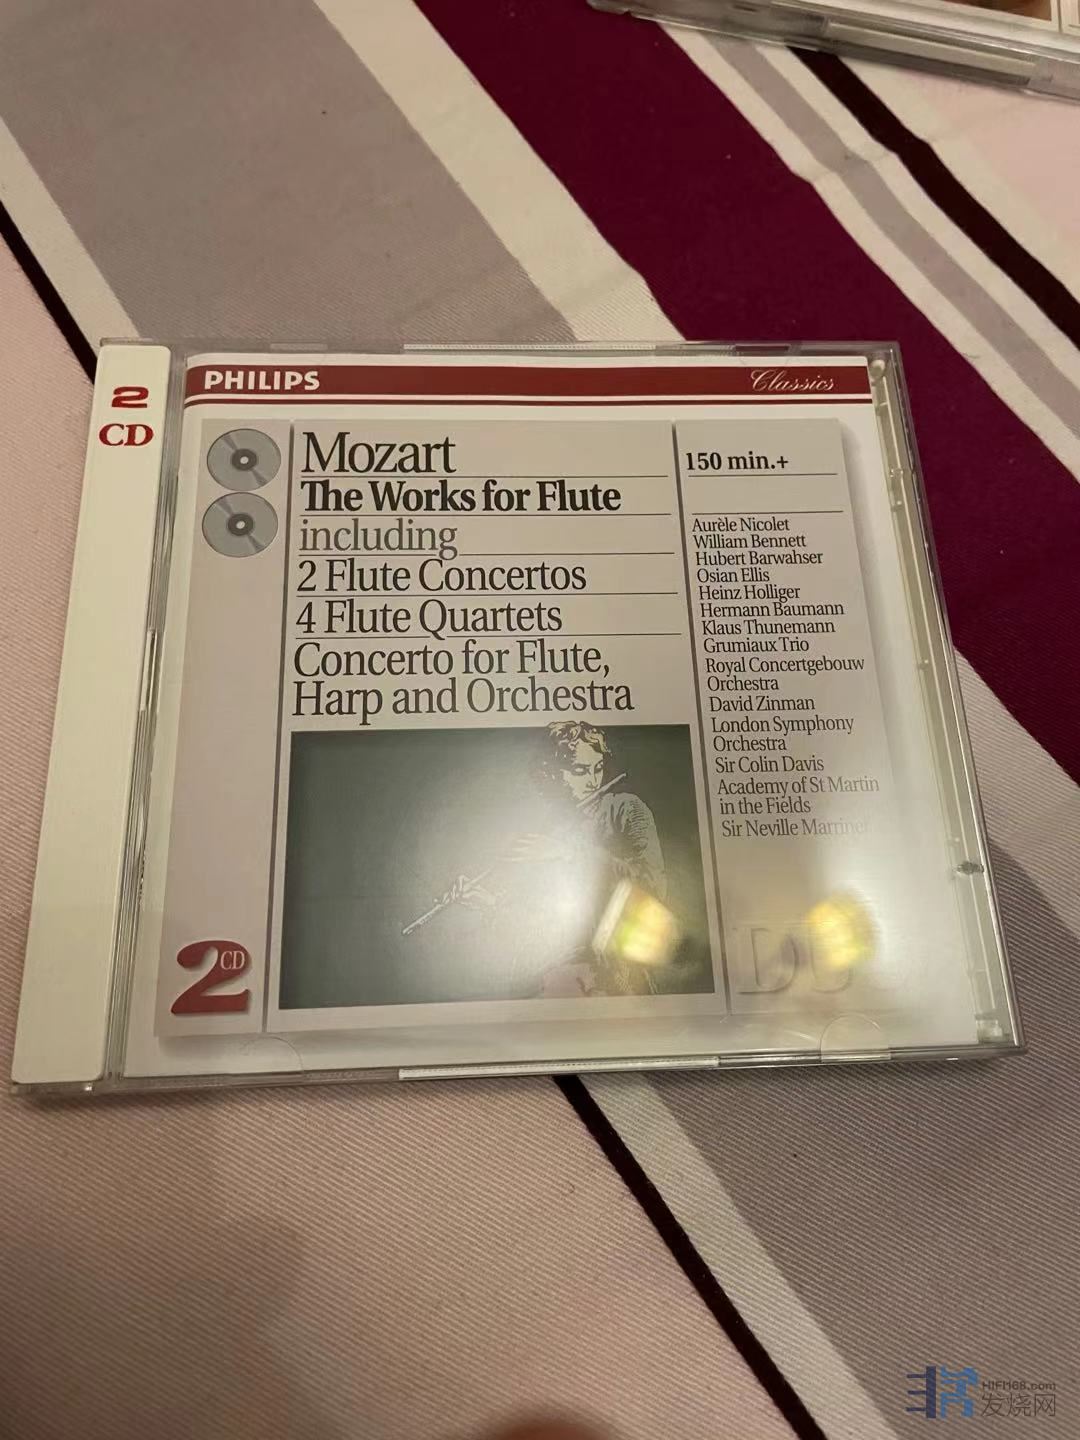 2
CD
PHILIPS
Classics
Mozart
The Works for Flute
including
2 Flute Concertos
4 Flute Quartets
Concerto for Flute,
Harp and Orchestra
150 min.+
Aurèle Nicolet
William Bennett
Hubert Barwahser
Osian Ellis
Heinz Holliger
Hermann Baumann
Klaus Thunemann
Grumiaux Trio
Royal Concertgebouw
Orchestra
David Zinman
London Symphony
Orchestra
Sir Colin Davis
Academy of St Martin
in the Fields
Sir Neville Marriner
2CD
HIFI168.com
发烧网